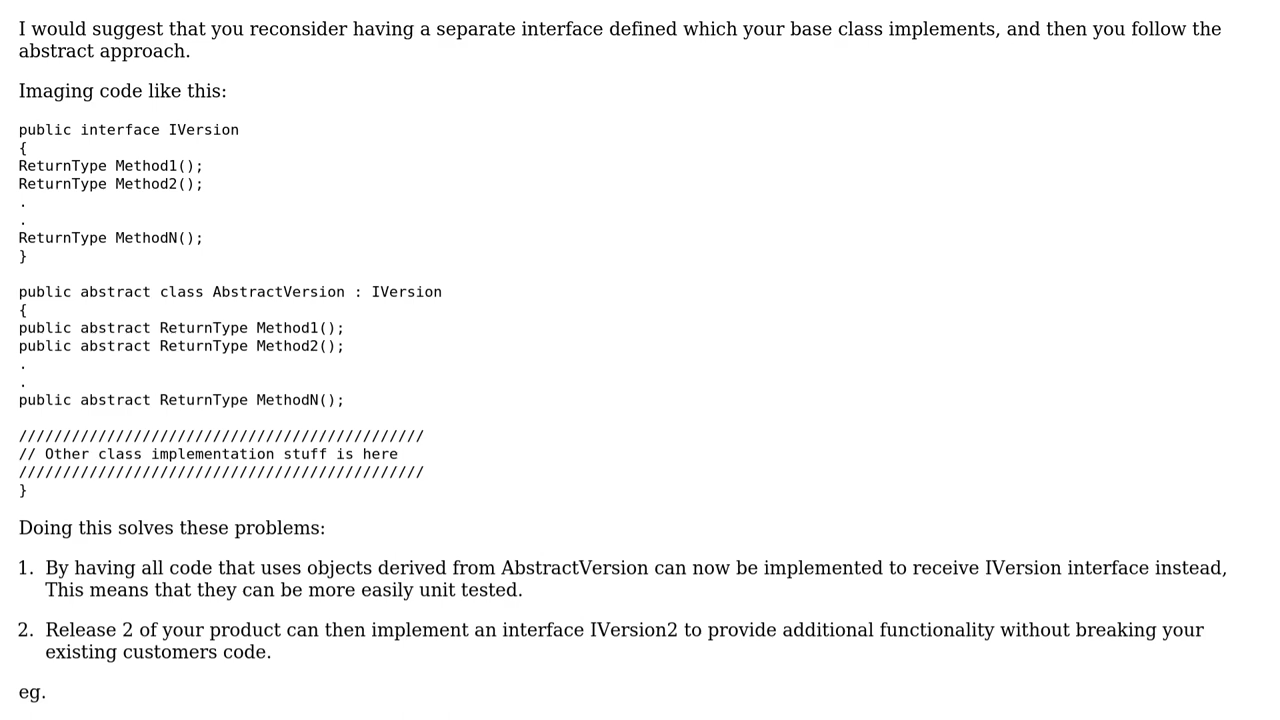 I would suggest that you reconsider having a separate interface defined which your base class implements, and then you follow the
abstract approach.
Imaging code like this:
public interface IVersion
{
ReturnType Method1();
ReturnType Method2();
.
.
ReturnType MethodN();
}
public abstract class AbstractVersion : IVersion
{
public abstract ReturnType Method1();
public abstract ReturnType Method2();
.
.
public abstract ReturnType MethodN();
//////////////////////////////////////////////
// Other class implementation stuff is here
//////////////////////////////////////////////
}
Doing this solves these problems:
1. By having all code that uses objects derived from AbstractVersion can now be implemented to receive IVersion interface instead,
This means that they can be more easily unit tested.
2. Release 2 of your product can then implement an interface IVersion2 to provide additional functionality without breaking your
existing customers code.
eg.